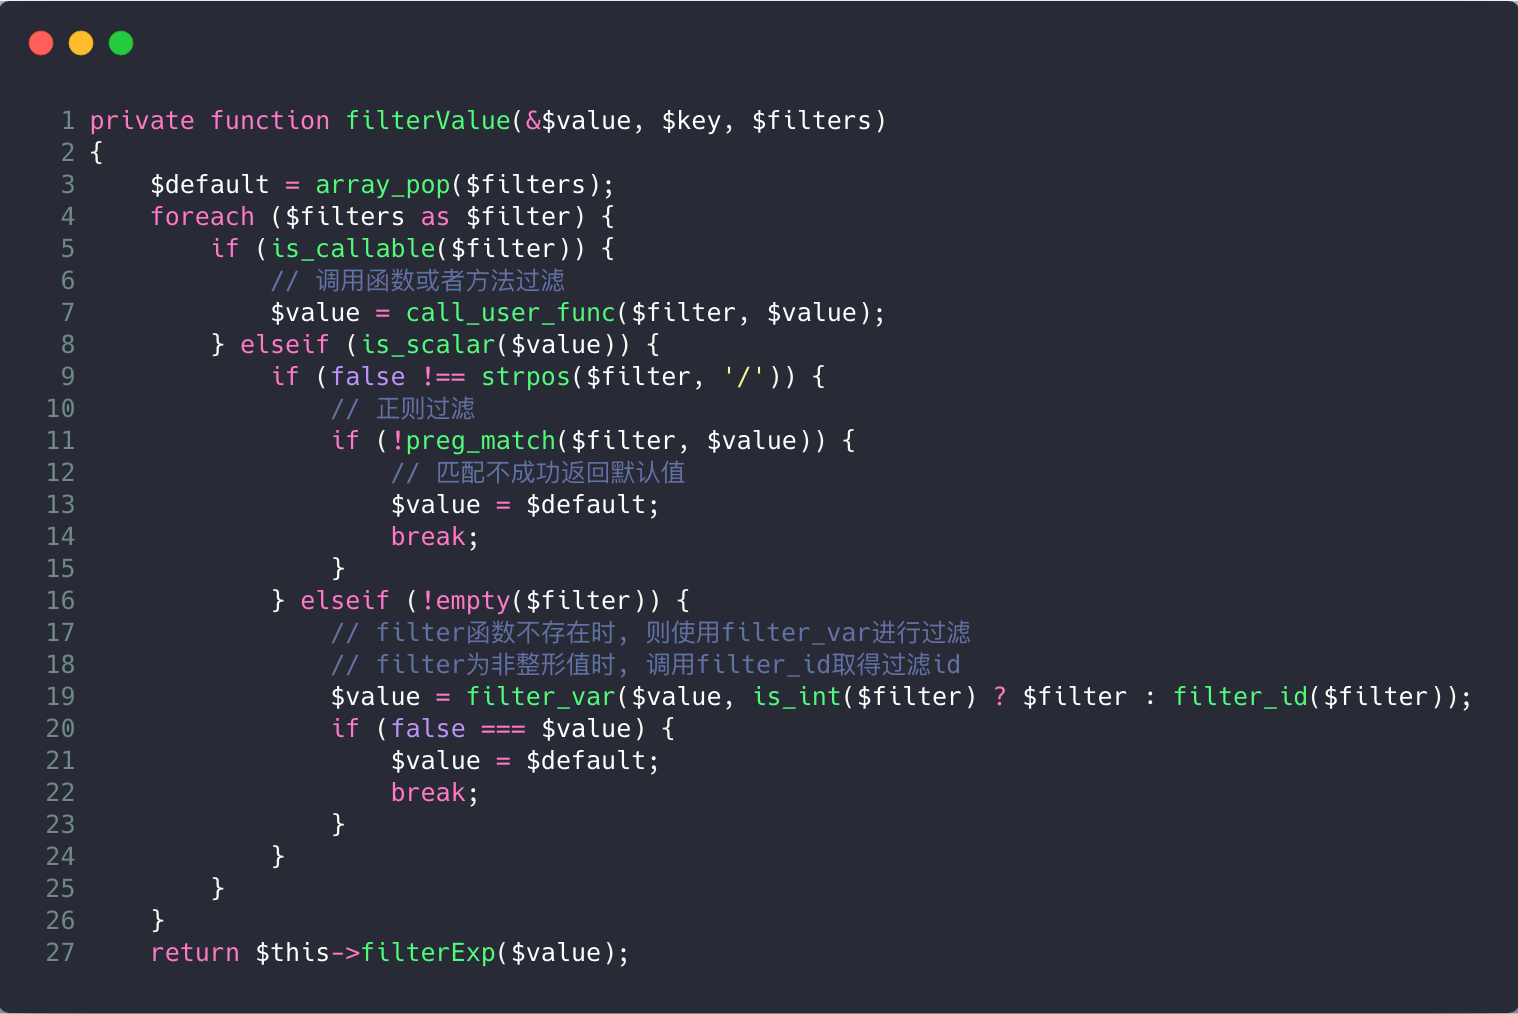 1 private function filterValue(&$value, $key, $filters)
2 {
3     $default = array_pop($filters);
4     foreach ($filters as $filter) {
5         if (is_callable($filter)) {
6             // 调用函数或者方法过滤
7             $value = call_user_func($filter, $value);
8         } elseif (is_scalar($value)) {
9             if (false !== strpos($filter, '/')) {
10                 // 正则过滤
11                 if (!preg_match($filter, $value)) {
12                     // 匹配不成功返回默认值
13                     $value = $default;
14                     break;
15                 }
16             } elseif (!empty($filter)) {
17                 // filter函数不存在时, 则使用filter_var进行过滤
18                 // filter为非整形值时, 调用filter_id取得过滤id
19                 $value = filter_var($value, is_int($filter) ? $filter : filter_id($filter));
20                 if (false === $value) {
21                     $value = $default;
22                     break;
23                 }
24             }
25         }
26     }
27     return $this->filterExp($value);